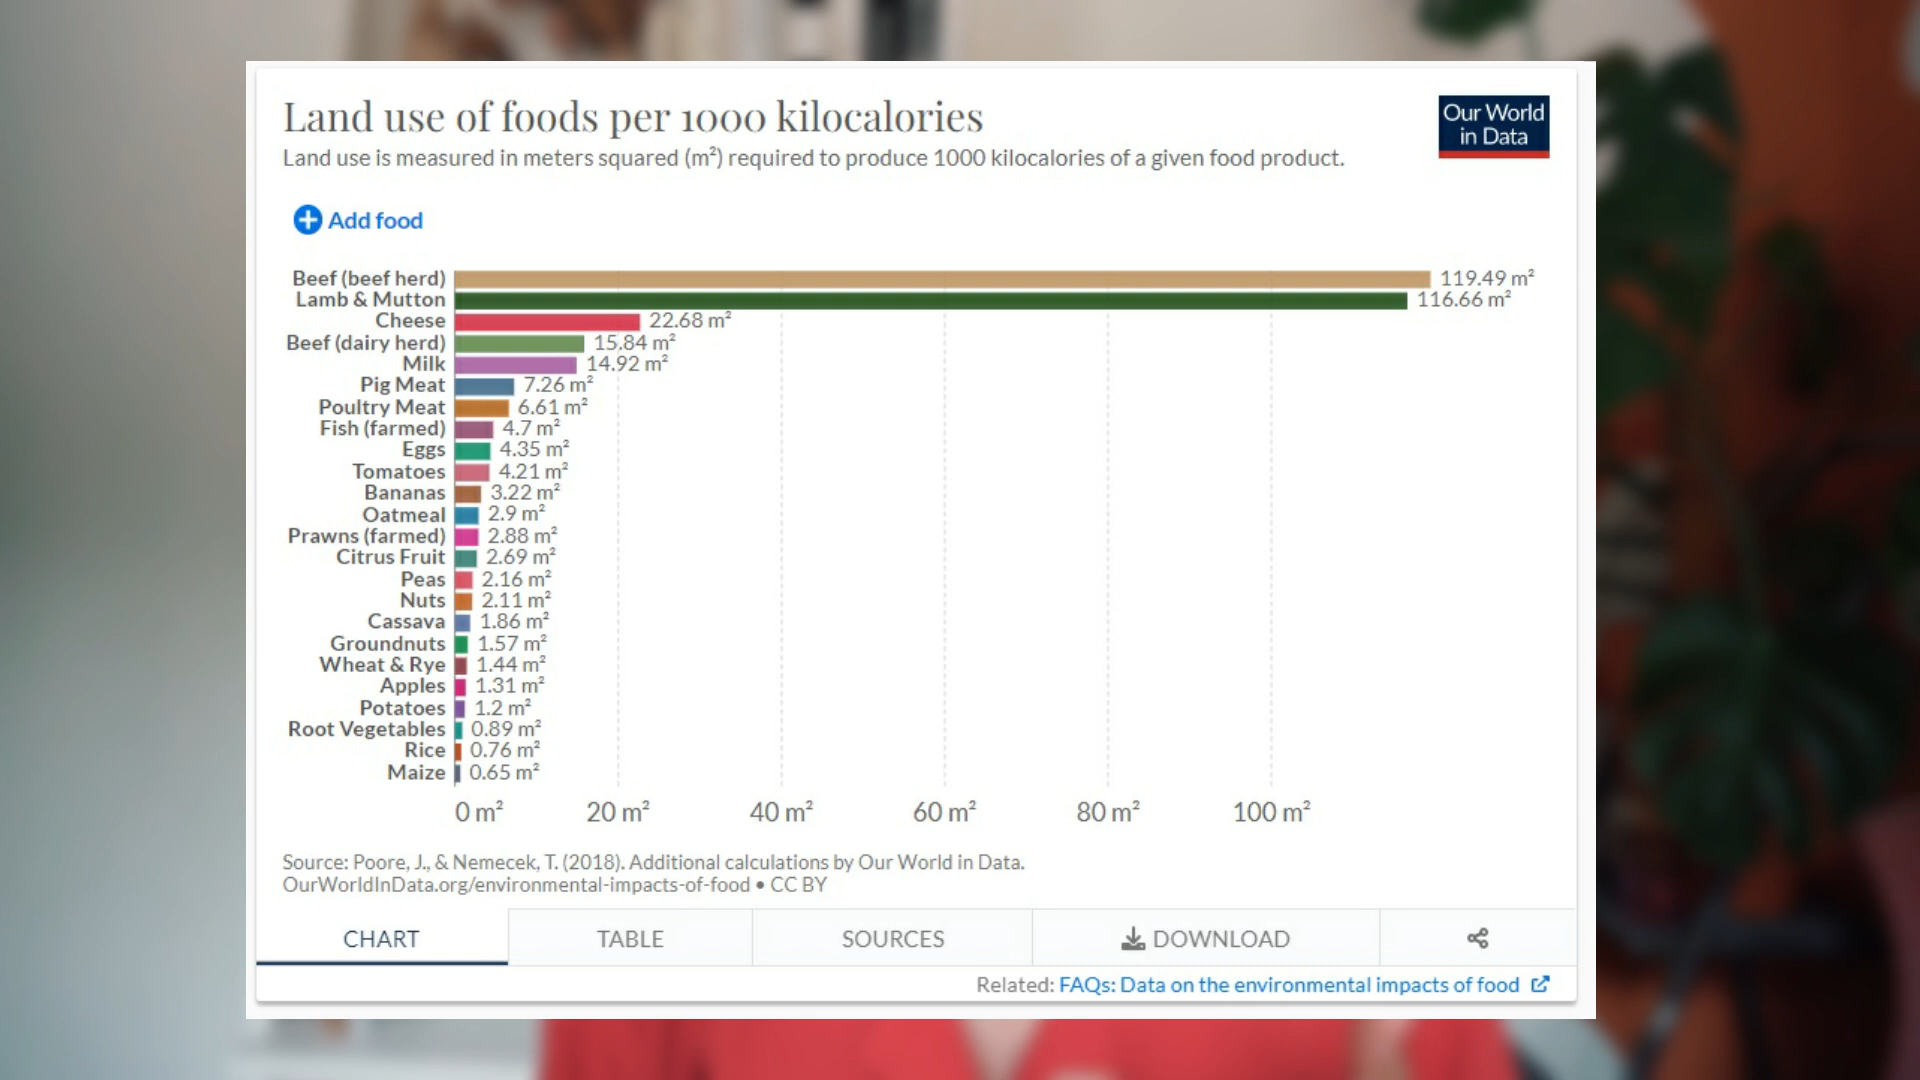 Land use of foods per 1000 kilocalories
Our World
in Data
Land use is measured in meters squared (m²) required to produce 1000 kilocalories of a given food product.
Add food
Beef (beef herd) 119.49 m²
Lamb & Mutton 116.66 m²
Cheese 22.68 m²
Beef (dairy herd) 15.84 m²
Milk 14.92 m²
Pig Meat 7.26 m²
Poultry Meat 6.61 m²
Fish (farmed) 4.7 m²
Eggs 4.35 m²
Tomatoes 4.21 m²
Bananas 3.22 m²
Oatmeal 2.9 m²
Prawns (farmed) 2.88 m²
Citrus Fruit 2.69 m²
Peas 2.16 m²
Nuts 2.11 m²
Cassava 1.86 m²
Groundnuts 1.57 m²
Wheat & Rye 1.44 m²
Apples 1.31 m²
Potatoes 1.2 m²
Root Vegetables 0.89 m²
Rice 0.76 m²
Maize 0.65 m²
0 m² 20 m² 40 m² 60 m² 80 m² 100 m²
Source: Poore, J., & Nemecek, T. (2018). Additional calculations by Our World in Data.
OurWorldInData.org/environmental-impacts-of-food • CC BY
CHART TABLE SOURCES DOWNLOAD
Related: FAQs: Data on the environmental impacts of food